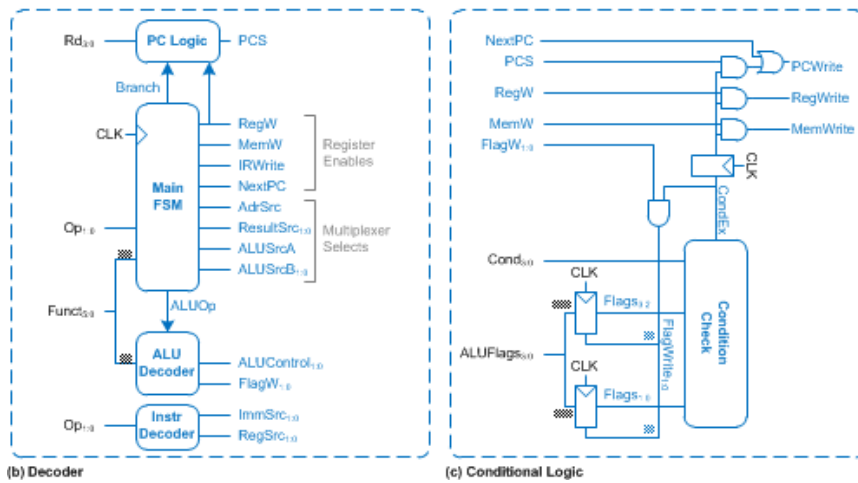 Rd3:0
PC Logic
PCS
Branch
CLK
Main
FSM
RegW
MemW
IRWrite
NextPC
Register
Enables
AdrSrc
ResultSrc1:0
ALUSrcA
ALUSrcB1:0
Multiplexer
Selects
Op1:0
Funct5:0
ALUOp
ALU
Decoder
ALUControl1:0
FlagW1:0
Op1:0
Instr
Decoder
ImmSrc1:0
RegSrc1:0
(b) Decoder
NextPC
PCS
RegW
MemW
FlagW1:0
PCWrite
RegWrite
MemWrite
CLK
CondEx
Cond3:0
CLK
Flags3:2
ALUFlags3:0
FlagWrite1:0
CLK
Flags1:0
Condition
Check
(c) Conditional Logic